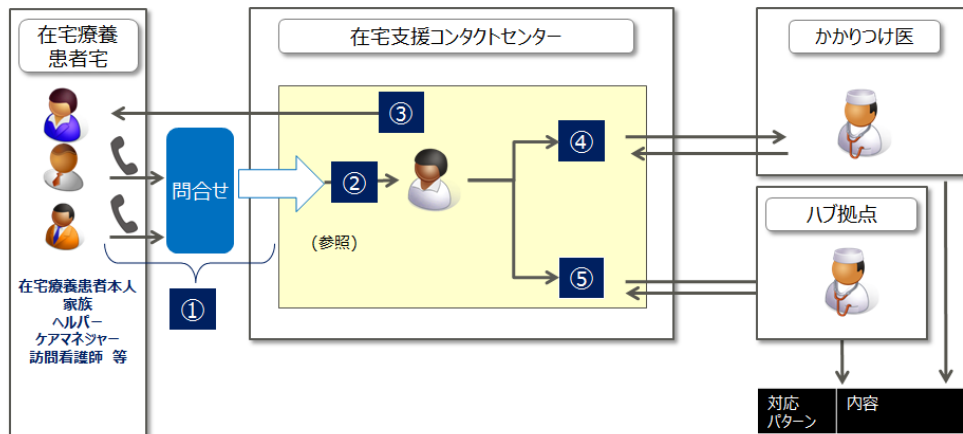 在宅療養
患者宅
在宅支援コンタクトセンター
かかりつけ医
③
④
問合せ
②
(参照)
⑤
ハブ拠点
①
在宅療養患者本人
家族
ヘルパー
ケアマネジャー
訪問看護師 等
対応
パターン
内容